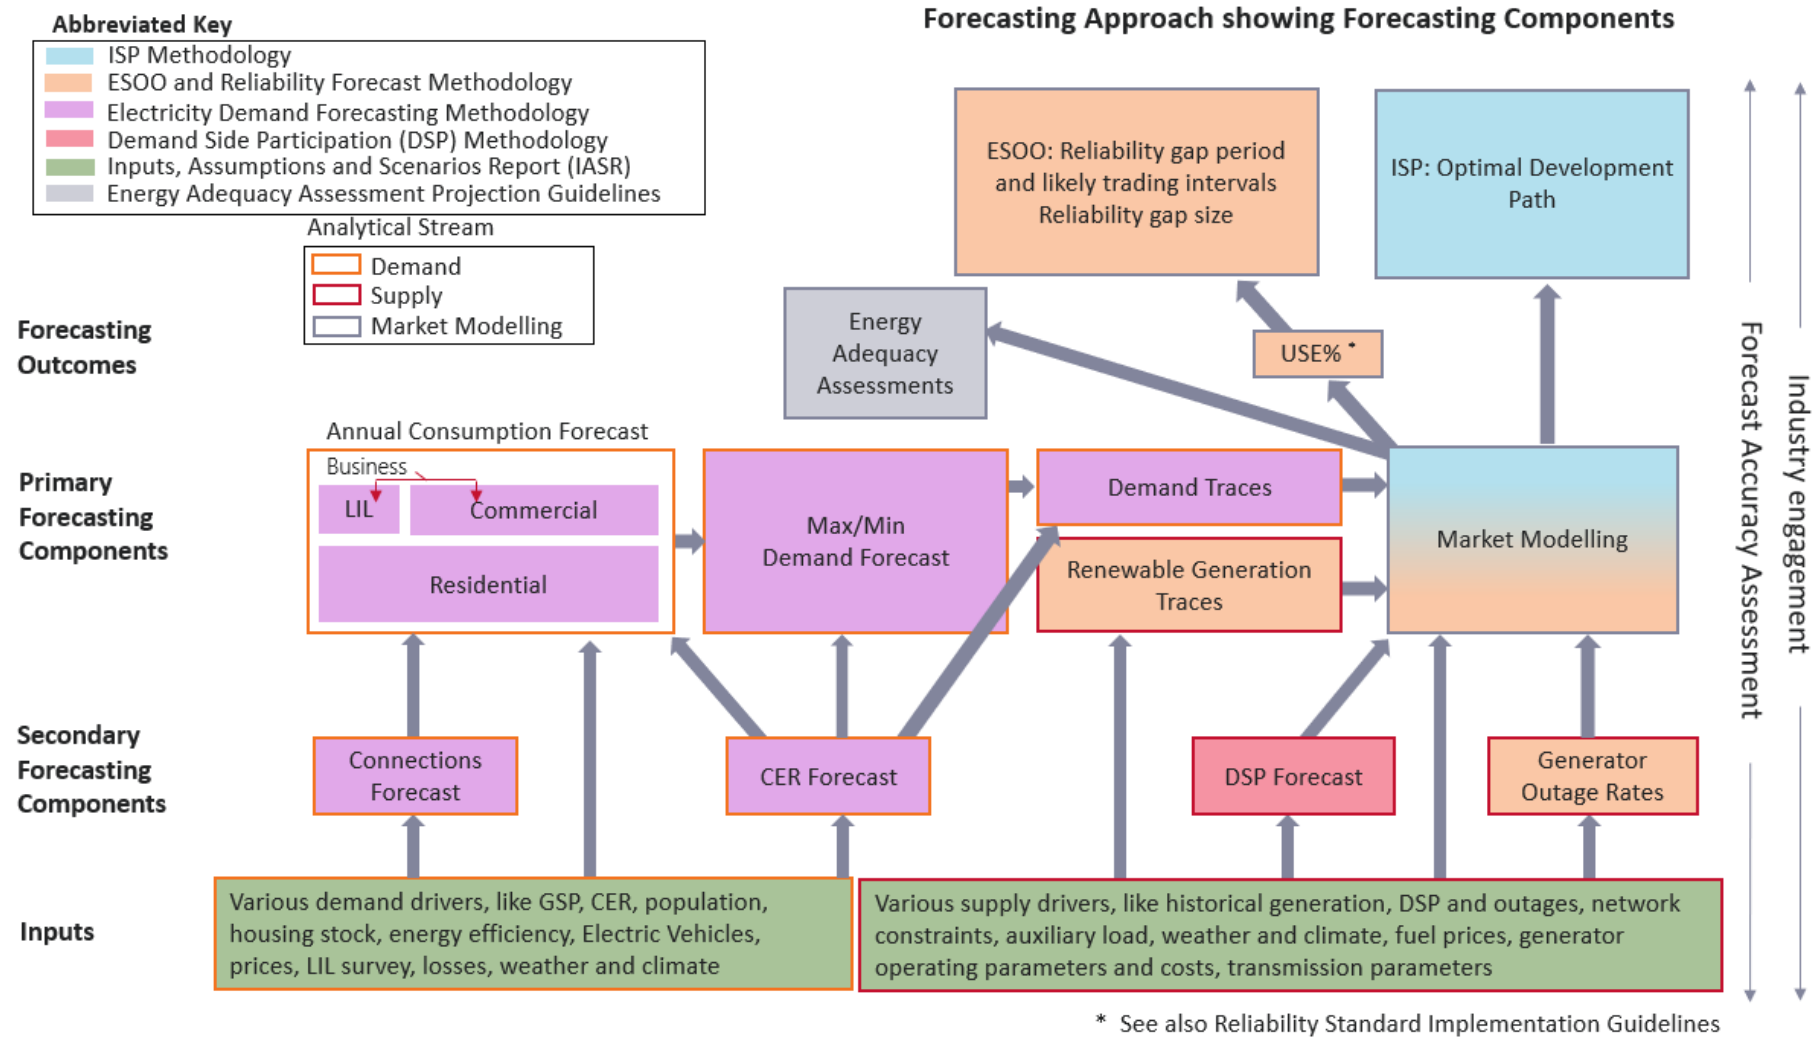 Forecasting Approach showing Forecasting Components
Abbreviated Key
ISP Methodology
ESOO and Reliability Forecast Methodology
Electricity Demand Forecasting Methodology
Demand Side Participation (DSP) Methodology
Inputs, Assumptions and Scenarios Report (IASR)
Energy Adequacy Assessment Projection Guidelines
Analytical Stream
Demand
Supply
Market Modelling
Forecasting
Outcomes
ESOO: Reliability gap period
and likely trading intervals
Reliability gap size
ISP: Optimal Development
Path
Energy
Adequacy
Assessments
USE% *
Primary
Forecasting
Components
Annual Consumption Forecast
Business
LIL
Commercial
Residential
Max/Min
Demand Forecast
Demand Traces
Renewable Generation
Traces
Market Modelling
Secondary
Forecasting
Components
Connections
Forecast
CER Forecast
DSP Forecast
Generator
Outage Rates
Inputs
Various demand drivers, like GSP, CER, population,
housing stock, energy efficiency, Electric Vehicles,
prices, LIL survey, losses, weather and climate
Various supply drivers, like historical generation, DSP and outages, network
constraints, auxiliary load, weather and climate, fuel prices, generator
operating parameters and costs, transmission parameters
Forecast Accuracy Assessment
Industry engagement
* See also Reliability Standard Implementation Guidelines